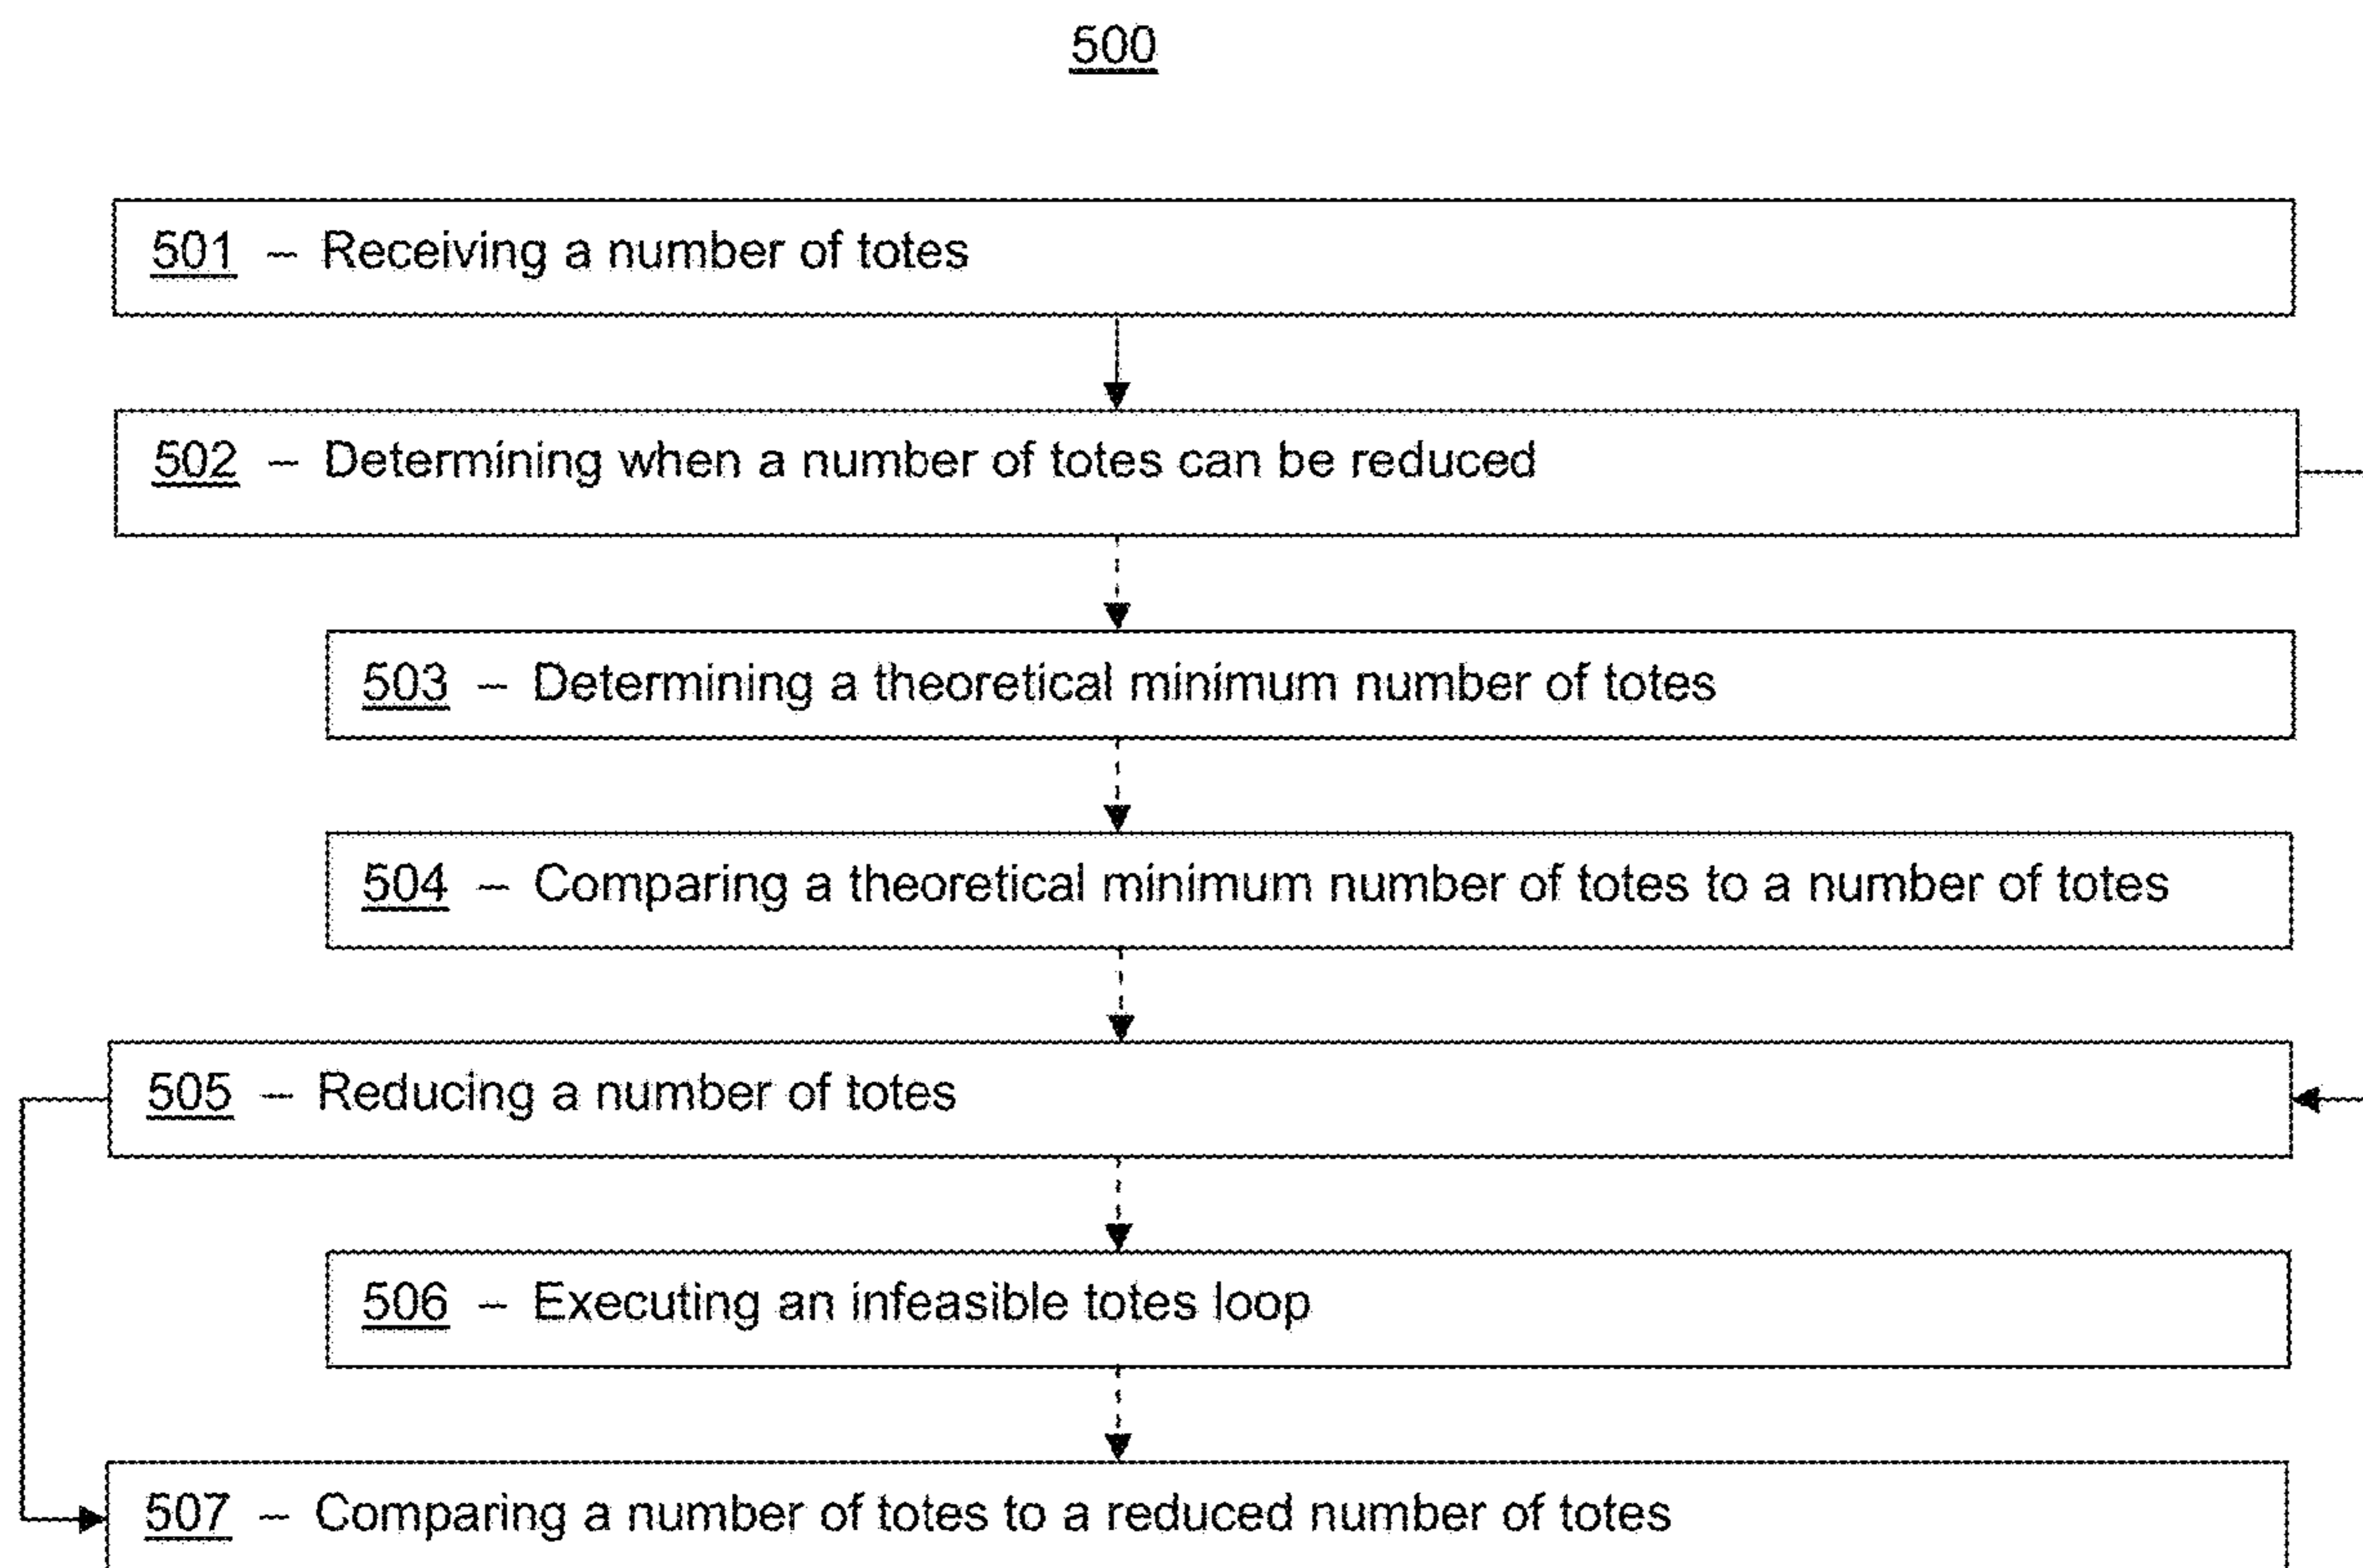 500
501 – Receiving a number of totes
502 – Determining when a number of totes can be reduced
503 – Determining a theoretical minimum number of totes
504 – Comparing a theoretical minimum number of totes to a number of totes
505 – Reducing a number of totes
506 – Executing an infeasible totes loop
507 – Comparing a number of totes to a reduced number of totes